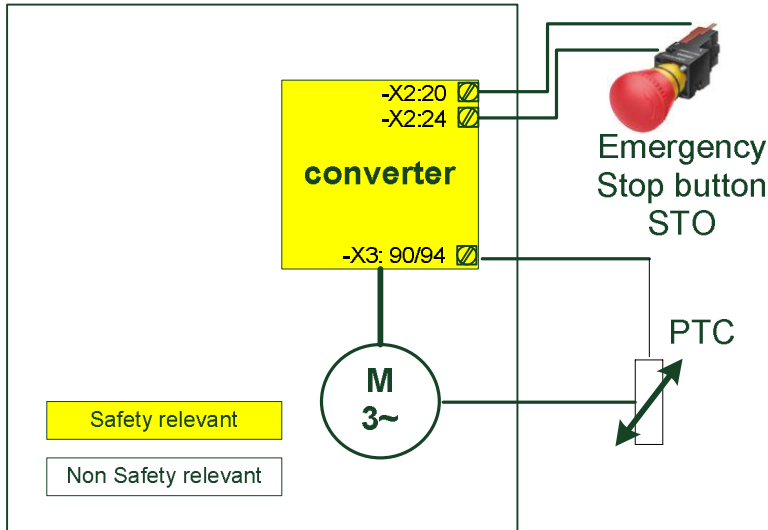 -X2:20
-X2:24
converter
-X3: 90/94
Emergency
Stop button
STO
PTC
M
3~
Safety relevant
Non Safety relevant